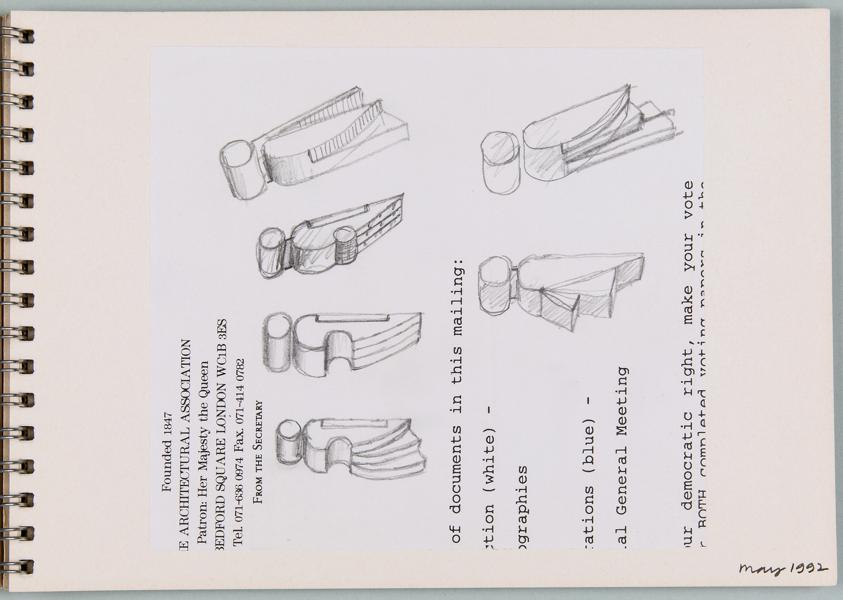 Founded 1847
E ARCHITECTURAL ASSOCIATION
Patron: Her Majesty the Queen
BEDFORD SQUARE LONDON WC1B 3ES
Tel. 071-636 0974 Fax. 071-414 0782
FROM THE SECRETARY
of documents in this mailing:
ction (white) -
ographies
ations (blue) -
al General Meeting
ur democratic right, make your vote
r BOTH completed voting papers in the
may 1992